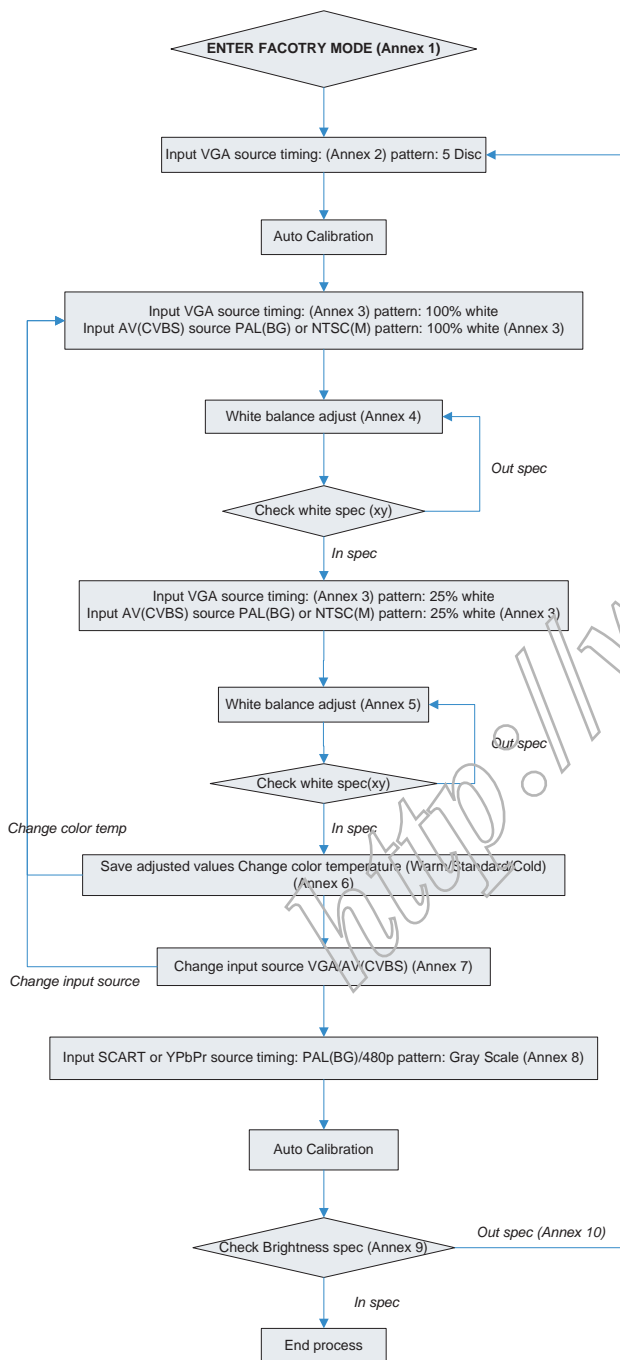 ENTER FACOTRY MODE (Annex 1)
Input VGA source timing: (Annex 2) pattern: 5 Disc
Auto Calibration
Input VGA source timing: (Annex 3) pattern: 100% white
Input AV(CVBS) source PAL(BG) or NTSC(M) pattern: 100% white (Annex 3)
White balance adjust (Annex 4)
Out spec
Check white spec (xy)
In spec
Input VGA source timing: (Annex 3) pattern: 25% white
Input AV(CVBS) source PAL(BG) or NTSC(M) pattern: 25% white (Annex 3)
White balance adjust (Annex 5)
Out spec
Check white spec(xy)
Change color temp
In spec
Save adjusted values Change color temperature (Warm/Standard/Cold)
(Annex 6)
Change input source VGA/AV(CVBS) (Annex 7)
Change input source
Input SCART or YPbPr source timing: PAL(BG)/480p pattern: Gray Scale (Annex 8)
Auto Calibration
Check Brightness spec (Annex 9)
Out spec (Annex 10)
In spec
End process
http://